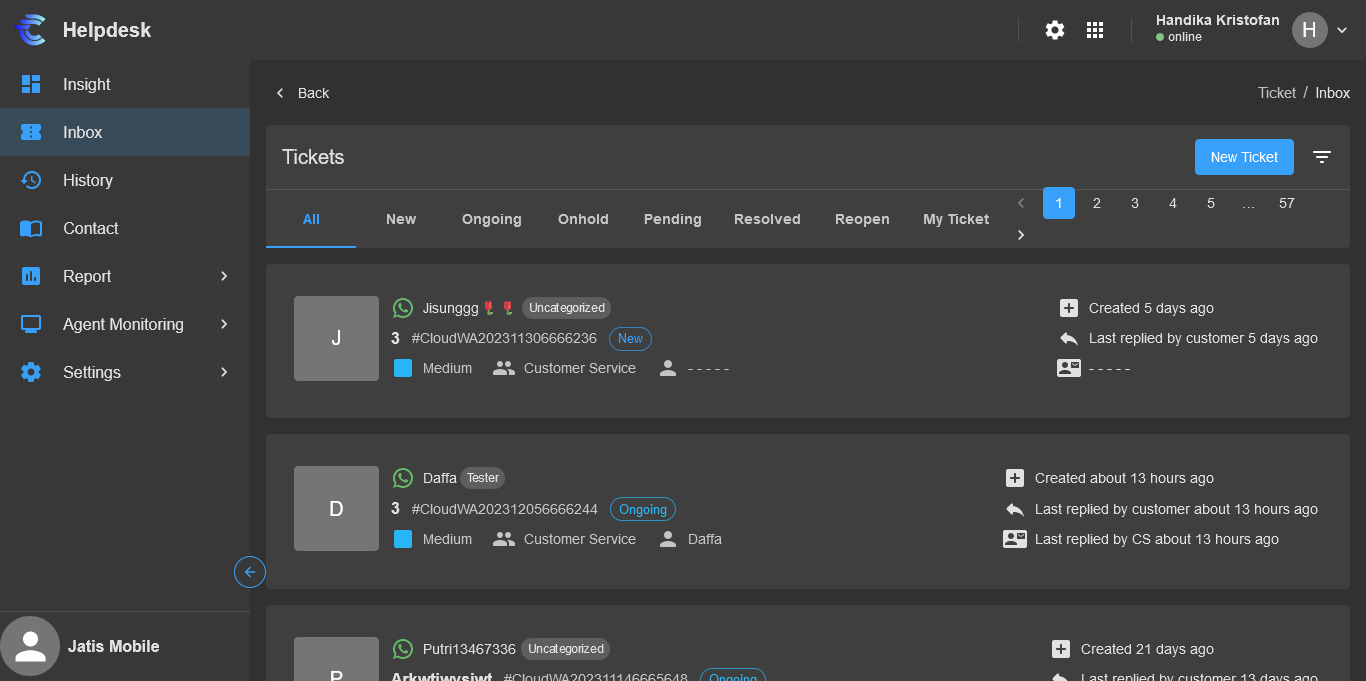 Helpdesk
Handika Kristofan
online
H
Insight
Inbox
History
Contact
Report
Agent Monitoring
Settings
Jatis Mobile
Back
Ticket / Inbox
Tickets
New Ticket
All New Ongoing Onhold Pending Resolved Reopen My Ticket
1 2 3 4 5 ... 57
J
Jisunggg Uncategorized
3 #CloudWA202311306666236 New
Medium Customer Service - - - - -
Created 5 days ago
Last replied by customer 5 days ago
- - - - -
D
Daffa Tester
3 #CloudWA202312056666244 Ongoing
Medium Customer Service Daffa
Created about 13 hours ago
Last replied by customer about 13 hours ago
Last replied by CS about 13 hours ago
P
Putri13467336 Uncategorized
#CloudWA202311146665648 Ongoing
Created 21 days ago
Last replied by customer 13 days ago